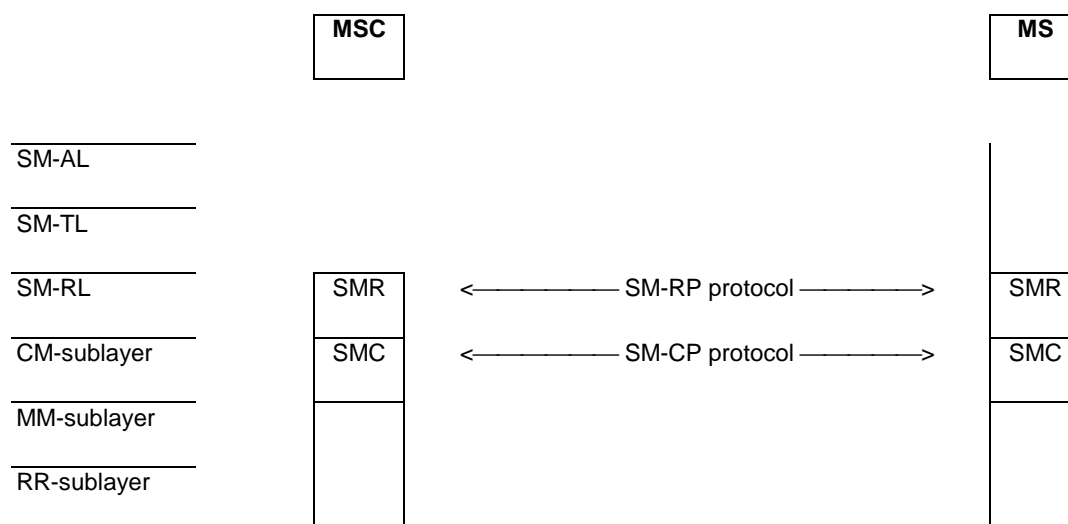 MSC MS
SM-AL
SM-TL
SM-RL SMR <—————— SM-RP protocol —————> SMR
CM-sublayer SMC <—————— SM-CP protocol —————> SMC
MM-sublayer
RR-sublayer